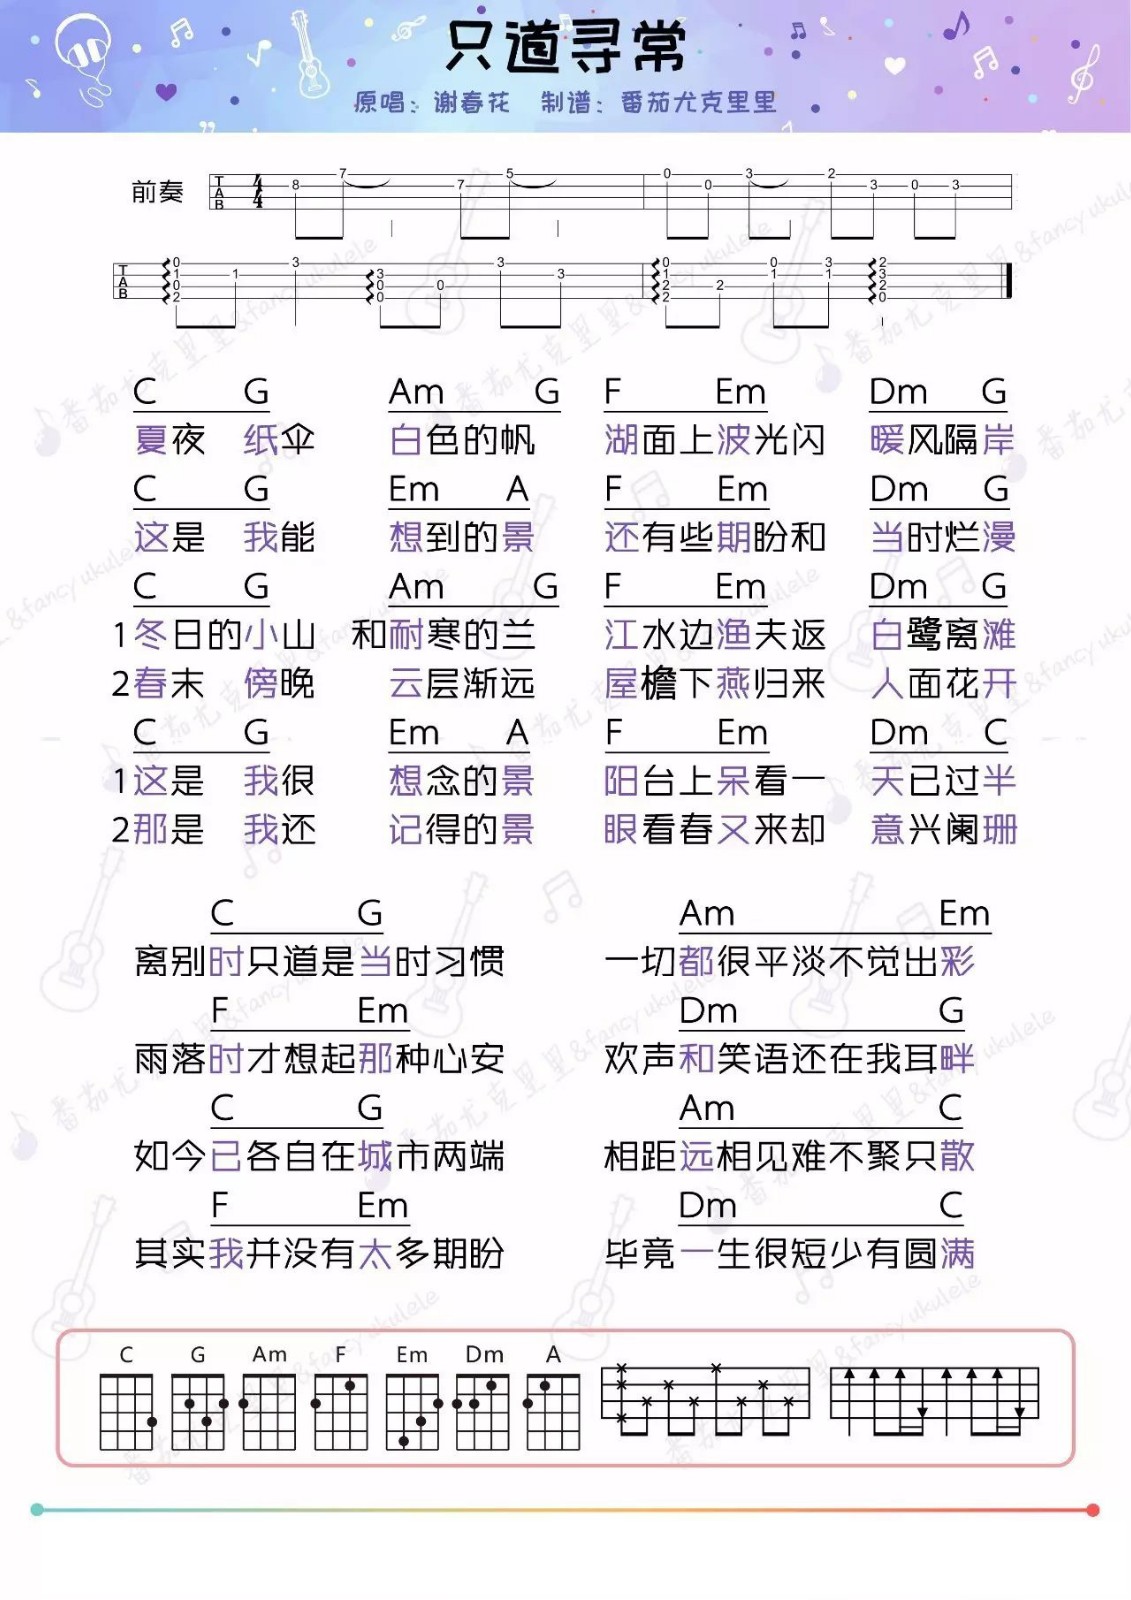 只道寻常
原唱：谢春花 制谱：番茄尤克里里
前奏 T A B 4 4 8 7 7 5 0 0 3 2 3 0 3
T A B 0 1 0 2 1 3 3 0 0 0 3 3 0 1 2 2 2 0 1 3 1 2 3 2 0
C G Am G F Em Dm G
夏夜 纸伞 白色的帆 湖面上波光闪 暖风隔岸
C G Em A F Em Dm G
这是 我能 想到的景 还有些期盼和 当时烂漫
C G Am G F Em Dm G
1冬日的小山 和耐寒的兰 江水边渔夫返 白鹭离滩
2春末 傍晚 云层渐远 屋檐下燕归来 人面花开
C G Em A F Em Dm C
1这是 我很 想念的景 阳台上呆看一 天已过半
2那是 我还 记得的景 眼看春又来却 意兴阑珊
C G Am Em
离别时只道是当时习惯 一切都很平淡不觉出彩
F Em Dm G
雨落时才想起那种心安 欢声和笑语还在我耳畔
C G Am C
如今已各自在城市两端 相距远相见难不聚只散
F Em Dm C
其实我并没有太多期盼 毕竟一生很短少有圆满
C G Am F Em Dm A
番茄尤克里里&fancy ukulele